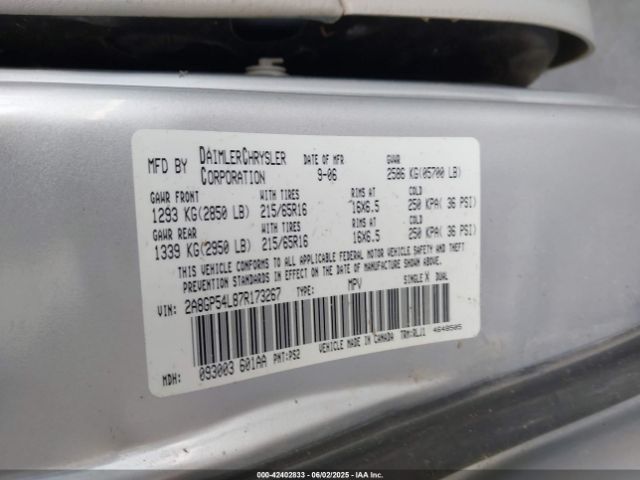 MFD BY DAIMLERCHRYSLER CORPORATION DATE OF MFR 9-06 GVWR 2586 KG(05700 LB)
GAWR FRONT WITH TIRES RIMS AT COLD
1293 KG(2850 LB) 215/65R16 16X6.5 250 KPA( 36 PSI)
GAWR REAR WITH TIRES RIMS AT COLD
1339 KG(2950 LB) 215/65R16 16X6.5 250 KPA( 36 PSI)
THIS VEHICLE CONFORMS TO ALL APPLICABLE FEDERAL MOTOR VEHICLE SAFETY AND THEFT
PREVENTION STANDARDS IN EFFECT ON THE DATE OF MANUFACTURE SHOWN ABOVE.
VIN: 2A8GP54L87R173267 TYPE: MPV SINGLE X DUAL
MDH: 093003 601AA PNT:PS2 VEHICLE MADE IN CANADA TRM:RLJ1 4648505
000-42402833 - 06/02/2025 - IAA Inc.